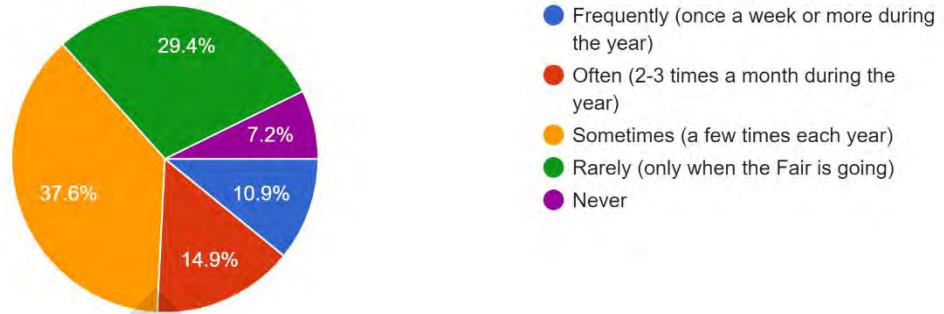 29.4%
7.2%
37.6%
10.9%
14.9%
Frequently (once a week or more during
the year)
Often (2-3 times a month during the
year)
Sometimes (a few times each year)
Rarely (only when the Fair is going)
Never